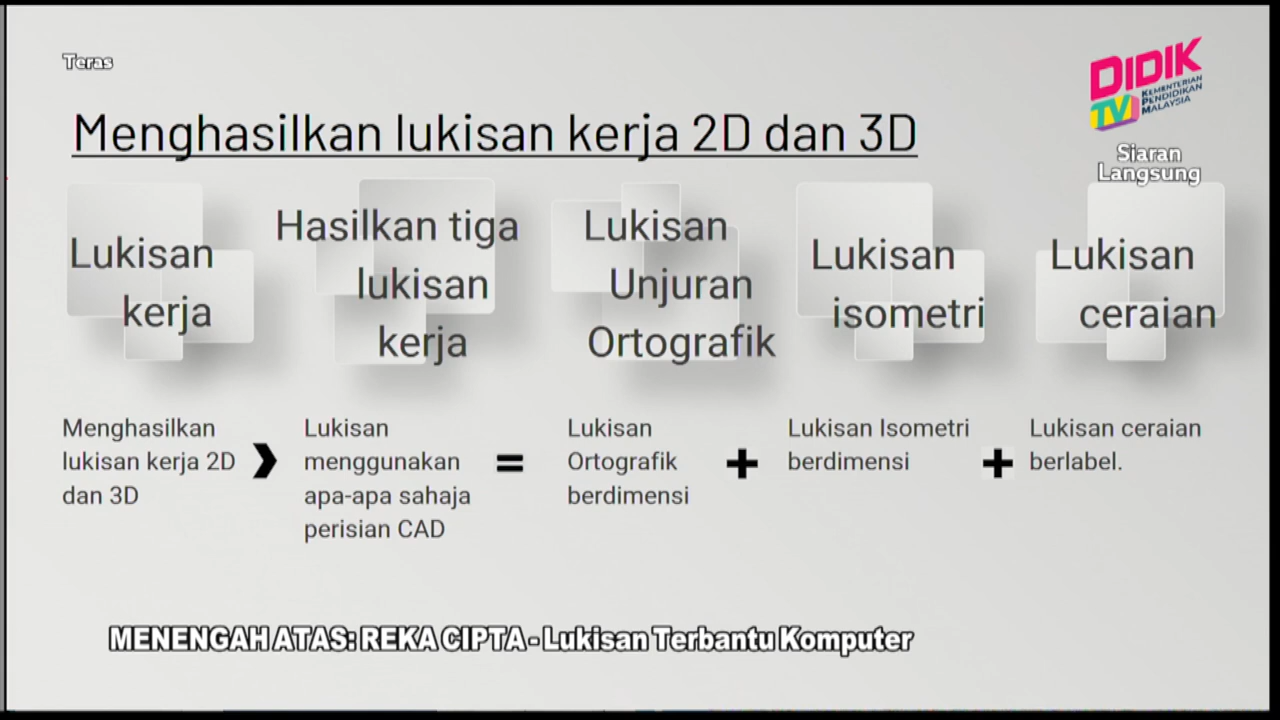 Teras
DIDIK
TV
KEMENTERIAN
PENDIDIKAN
MALAYSIA
Siaran
Langsung
Menghasilkan lukisan kerja 2D dan 3D
Lukisan
kerja
Hasilkan tiga
lukisan
kerja
Lukisan
Unjuran
Ortografik
Lukisan
isometri
Lukisan
ceraian
Menghasilkan
lukisan kerja 2D
dan 3D
❯
Lukisan
menggunakan
apa-apa sahaja
perisian CAD
=
Lukisan
Ortografik
berdimensi
+
Lukisan Isometri
berdimensi
+
Lukisan ceraian
berlabel.
MENENGAH ATAS: REKA CIPTA - Lukisan Terbantu Komputer